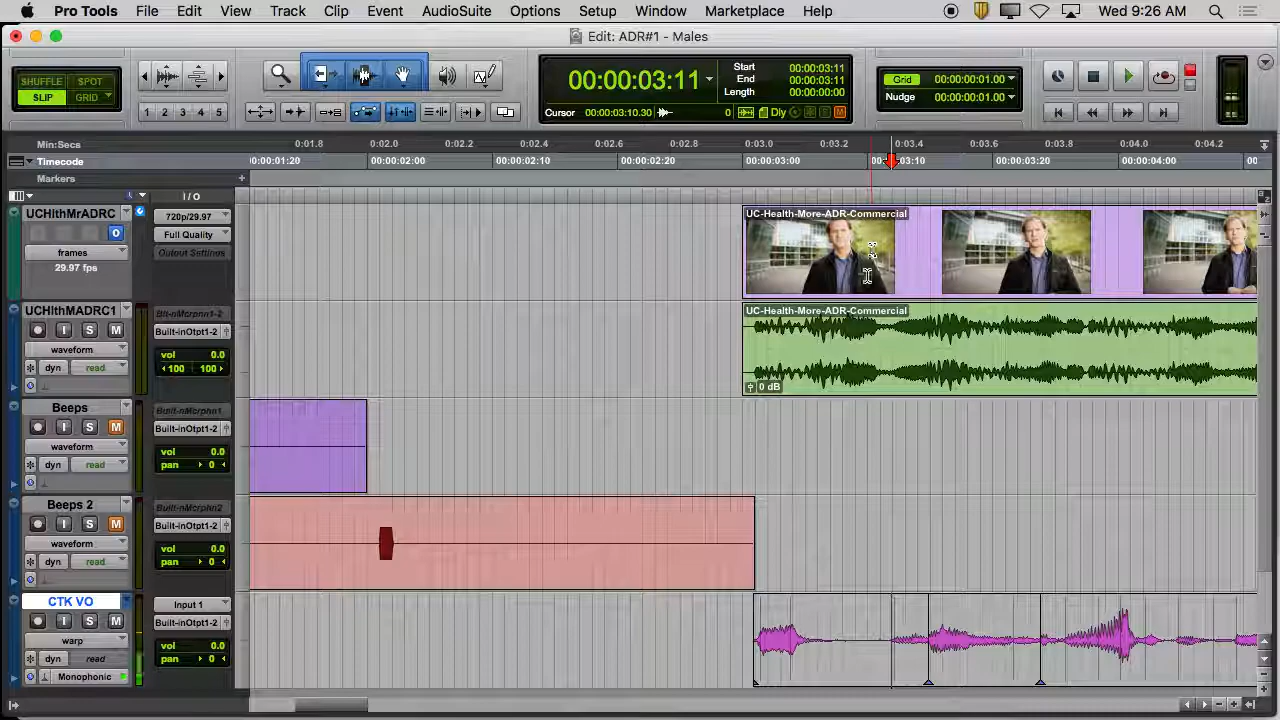 Pro Tools File Edit View Track Clip Event AudioSuite Options Setup Window Marketplace Help Wed 9:26 AM
Edit: ADR#1 - Males
SHUFFLE SPOT
SLIP GRID
1 2 3 4 5
00:00:03:11
Start 00:00:03:11
End 00:00:03:11
Length 00:00:00:00
Cursor 00:00:03:10.30 0 Dly
Grid 00:00:00:01.00
Nudge 00:00:00:01.00
Min:Secs 0:01.8 0:02.0 0:02.2 0:02.4 0:02.6 0:02.8 0:03.0 0:03.2 0:03.4 0:03.6 0:03.8 0:04.0 0:04.2
Timecode 0:00:01:20 00:00:02:00 00:00:02:10 00:00:02:20 00:00:03:00 00:00:03:10 00:00:03:20 00:00:04:00 00
Markers
I / O
UCHlthMrADRC
O
frames
29.97 fps
720p/29.97
Full Quality
Output Settings
UC-Health-More-ADR-Commercial
UCHlthMADRC1
I S M
waveform
dyn read
Blt-nMcrpnn1-2
Built-inOtpt1-2
vol 0.0
100 100
UC-Health-More-ADR-Commercial
0 dB
Beeps
I S M
waveform
dyn read
Built-nMcrphn1
Built-inOtpt1-2
vol 0.0
pan 0
Beeps 2
I S M
waveform
dyn read
Built-nMcrphn2
Built-inOtpt1-2
vol 0.0
pan 0
CTK VO
I S M
warp
dyn read
Monophonic
Input 1
Built-inOtpt1-2
vol 0.0
pan 0